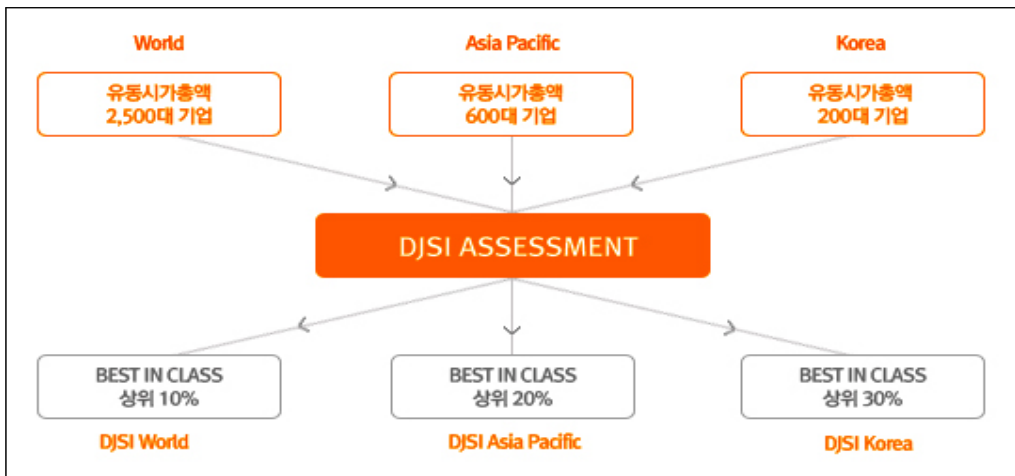 World
Asia Pacific
Korea
유동시가총액
2,500대 기업
유동시가총액
600대 기업
유동시가총액
200대 기업
DJSI ASSESSMENT
BEST IN CLASS
상위 10%
BEST IN CLASS
상위 20%
BEST IN CLASS
상위 30%
DJSI World
DJSI Asia Pacific
DJSI Korea